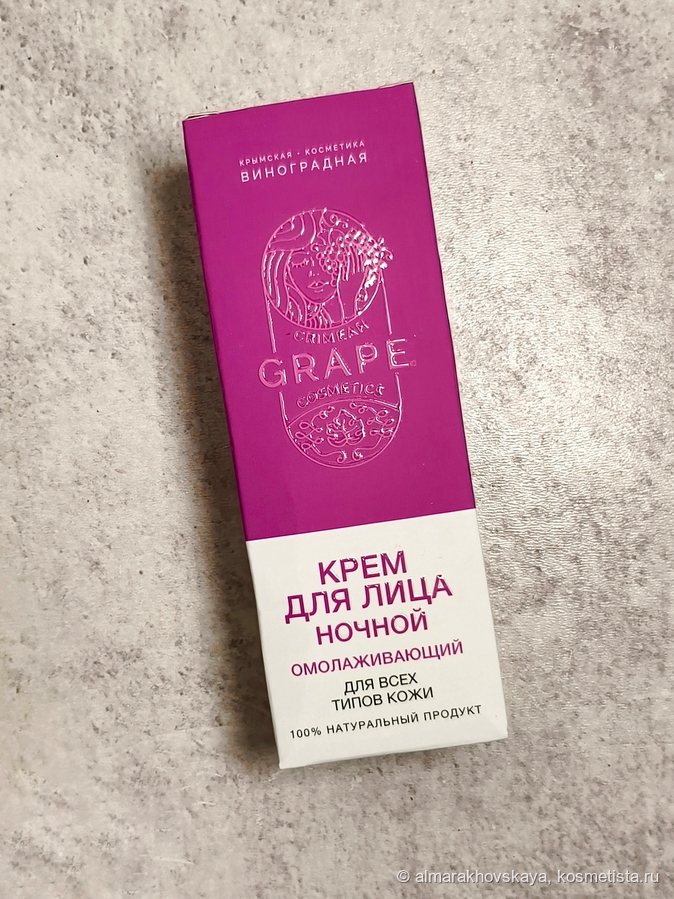 КРЫМСКАЯ · КОСМЕТИКА
ВИНОГРАДНАЯ
CRIMEAN
GRAPE
COSMETICS
КРЕМ
ДЛЯ ЛИЦА
НОЧНОЙ
ОМОЛАЖИВАЮЩИЙ
ДЛЯ ВСЕХ
ТИПОВ КОЖИ
100% НАТУРАЛЬНЫЙ ПРОДУКТ
© almarakhovskaya, kosmetista.ru